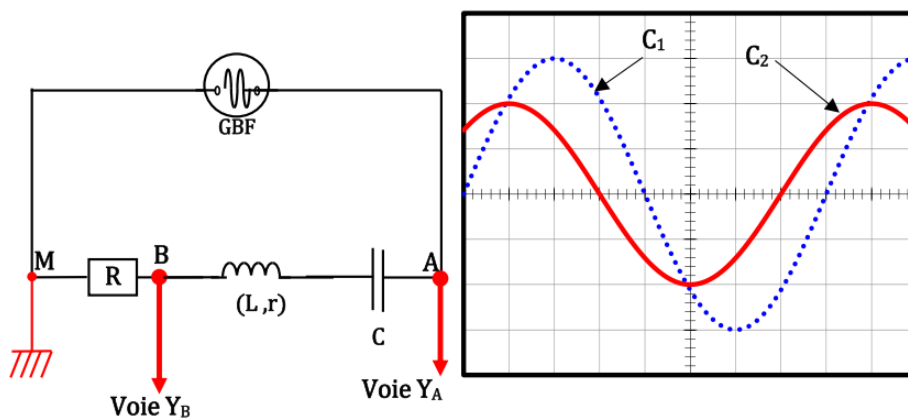 GBF
M
R
B
(L ,r)
C
A
Voie Y_B
Voie Y_A
C₁
C₂